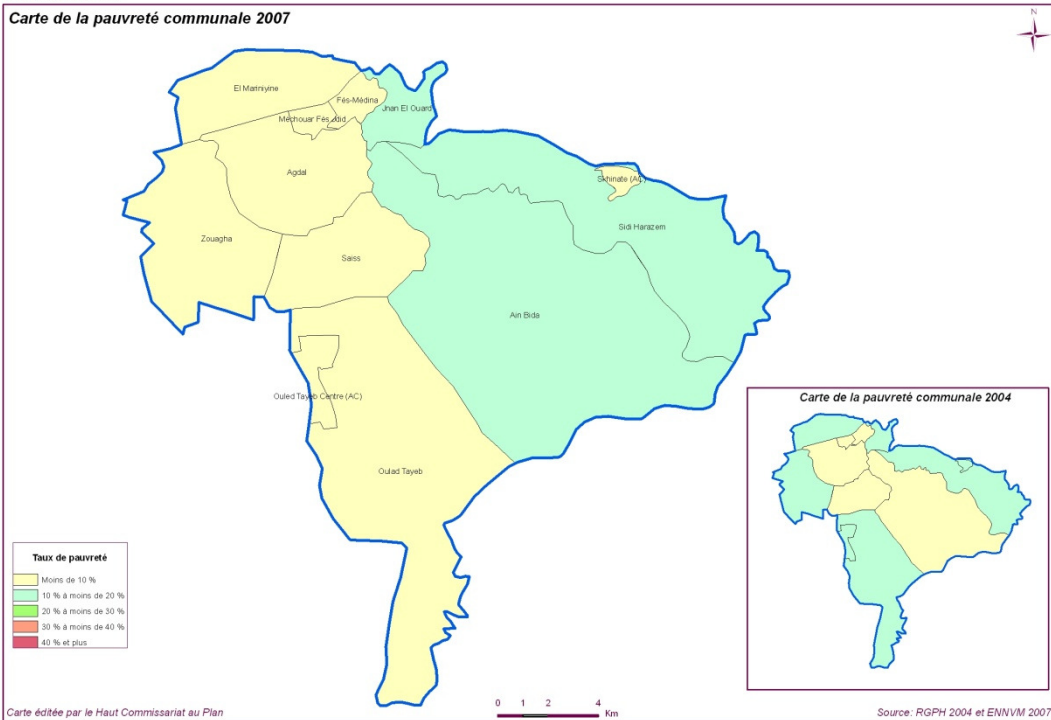 Carte de la pauvreté communale 2007
N
El Mariniyine
Fés-Médina
Jnan El Ouard
Méchouar Fés Jdid
Agdal
Skhinate (AC)
Sidi Harazem
Zouagha
Saiss
Ain Bida
Ouled Tayeb Centre (AC)
Carte de la pauvreté communale 2004
Oulad Tayeb
Taux de pauvreté
Moins de 10 %
10 % à moins de 20 %
20 % à moins de 30 %
30 % à moins de 40 %
40 % et plus
0 1 2 4
Km
Carte éditée par le Haut Commissariat au Plan
Source: RGPH 2004 et ENNVM 2007